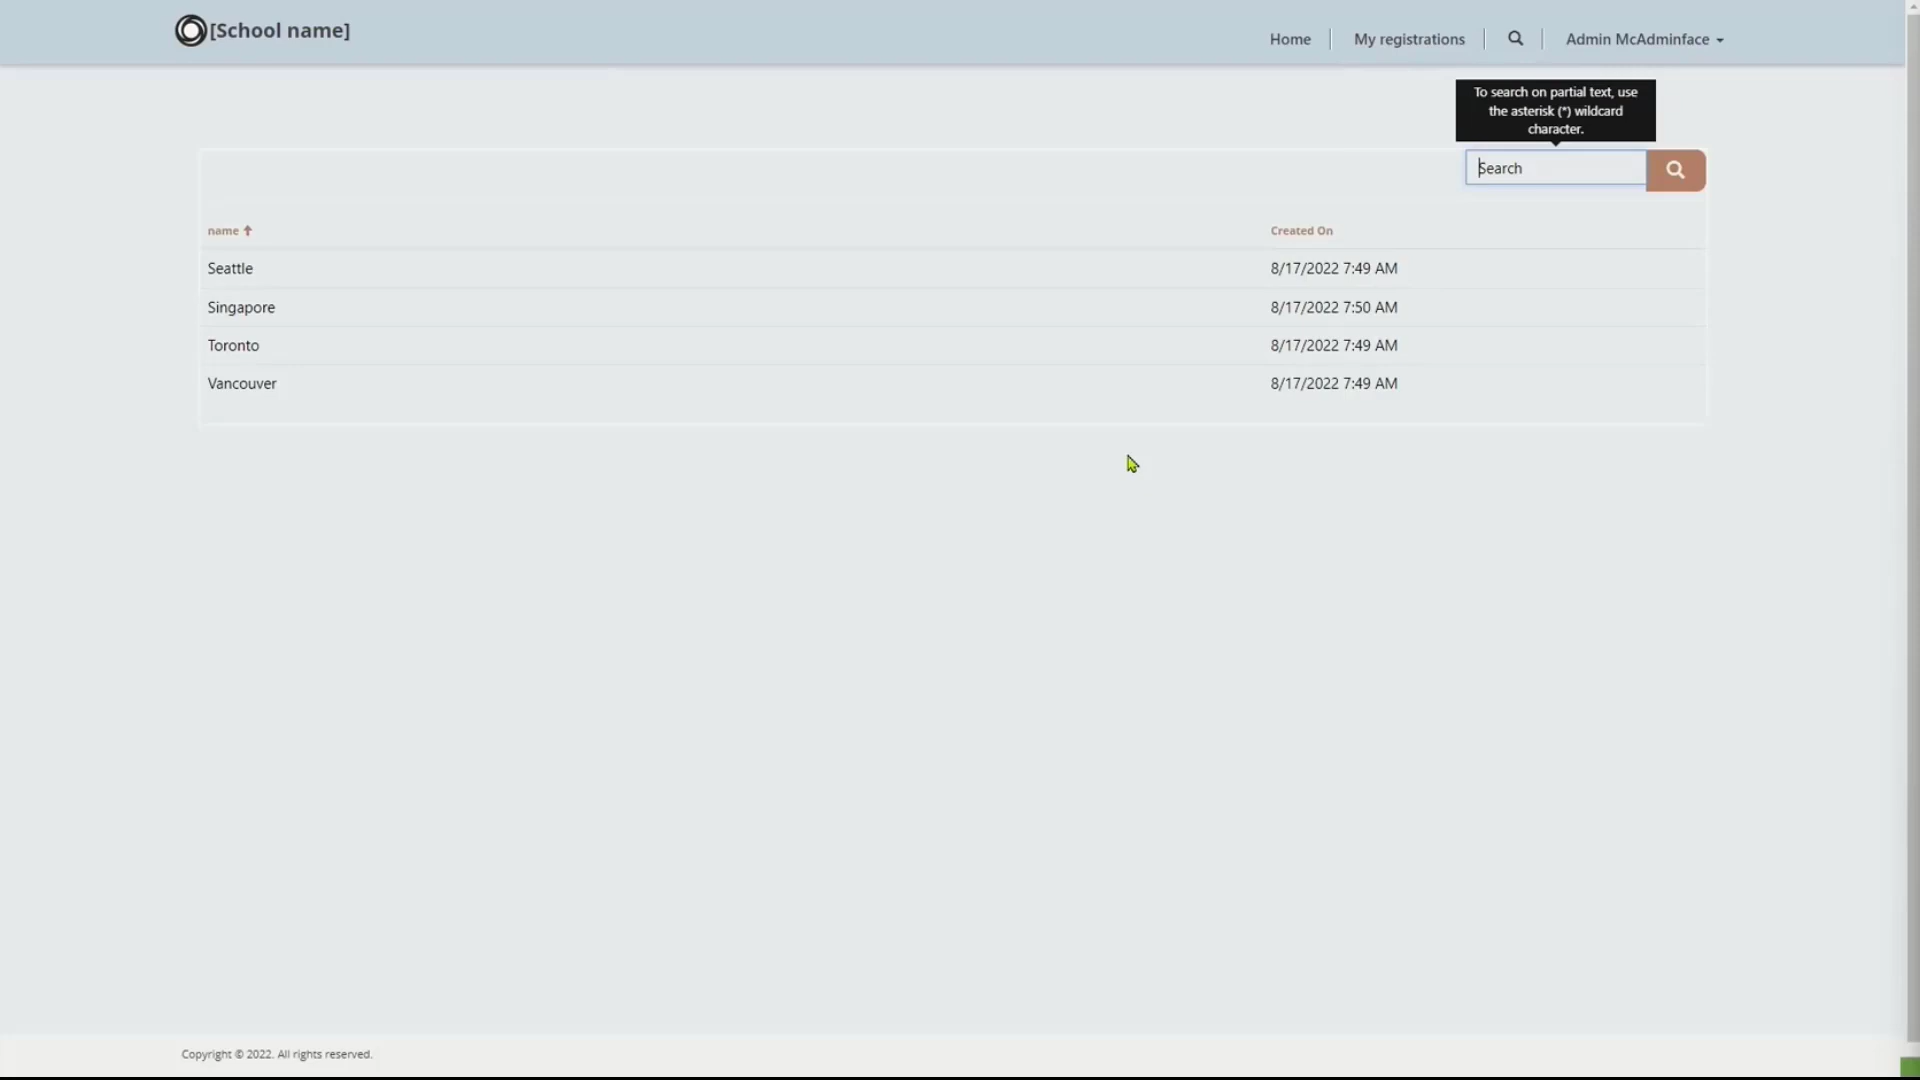 [School name]
Home
My registrations
Admin McAdminface
To search on partial text, use
the asterisk (*) wildcard
character.
Search
name
Created On
Seattle
8/17/2022 7:49 AM
Singapore
8/17/2022 7:50 AM
Toronto
8/17/2022 7:49 AM
Vancouver
8/17/2022 7:49 AM
Copyright © 2022. All rights reserved.